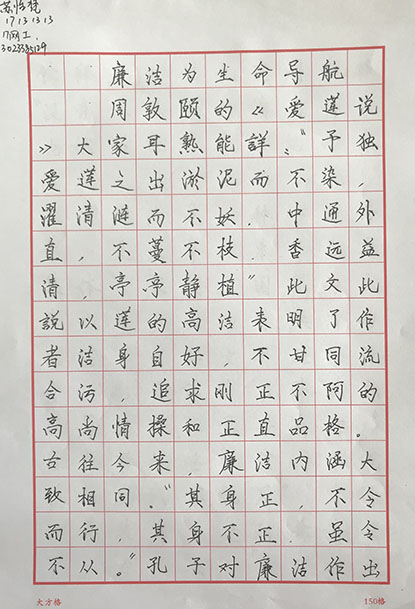 17131313
17网工
廉洁为生命导航
周敦颐的《爱莲说
》大家耳熟能詳:“予独
愛莲之出淤泥而不染,
濯清涟而不妖.中通外
直,不蔓不枝.香远益
清,亭亭静植”此文此
説以莲的高洁表明了作
者洁身自好,不甘同流
合污,追求刚正不阿的
高尚情操和正直品格。
古往今来,廉洁内涵大
致相同.“其身正,不令
而行,其身不正,虽令
不从。”孔子对廉洁作出
大方格
150格